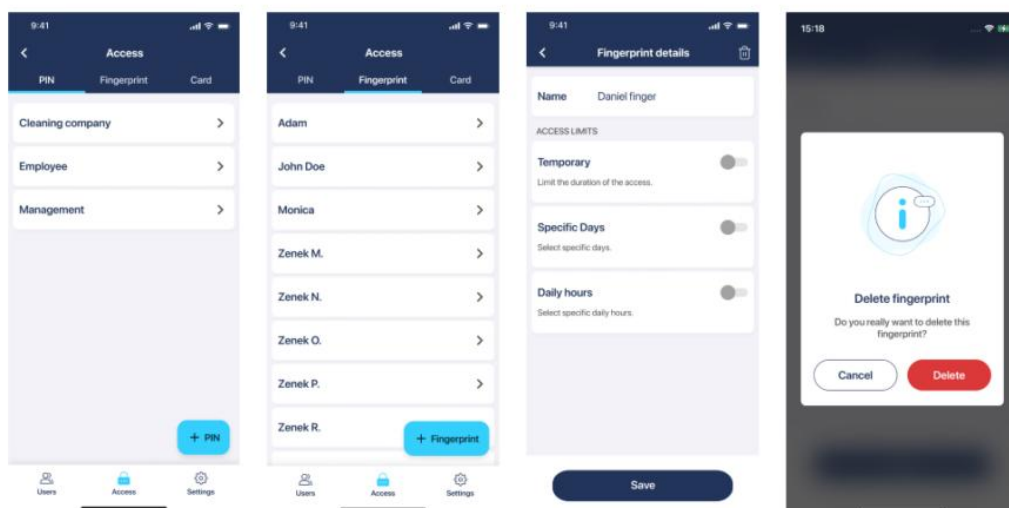 9:41
Access
PIN Fingerprint Card
Cleaning company
Employee
Management
+ PIN
Users Access Settings
9:41
Access
PIN Fingerprint Card
Adam
John Doe
Monica
Zenek M.
Zenek N.
Zenek O.
Zenek P.
Zenek R.
+ Fingerprint
Users Access Settings
9:41
Fingerprint details
Name Daniel finger
ACCESS LIMITS
Temporary
Limit the duration of the access.
Specific Days
Select specific days.
Daily hours
Select specific daily hours.
Save
15:18
Delete fingerprint
Do you really want to delete this
fingerprint?
Cancel Delete